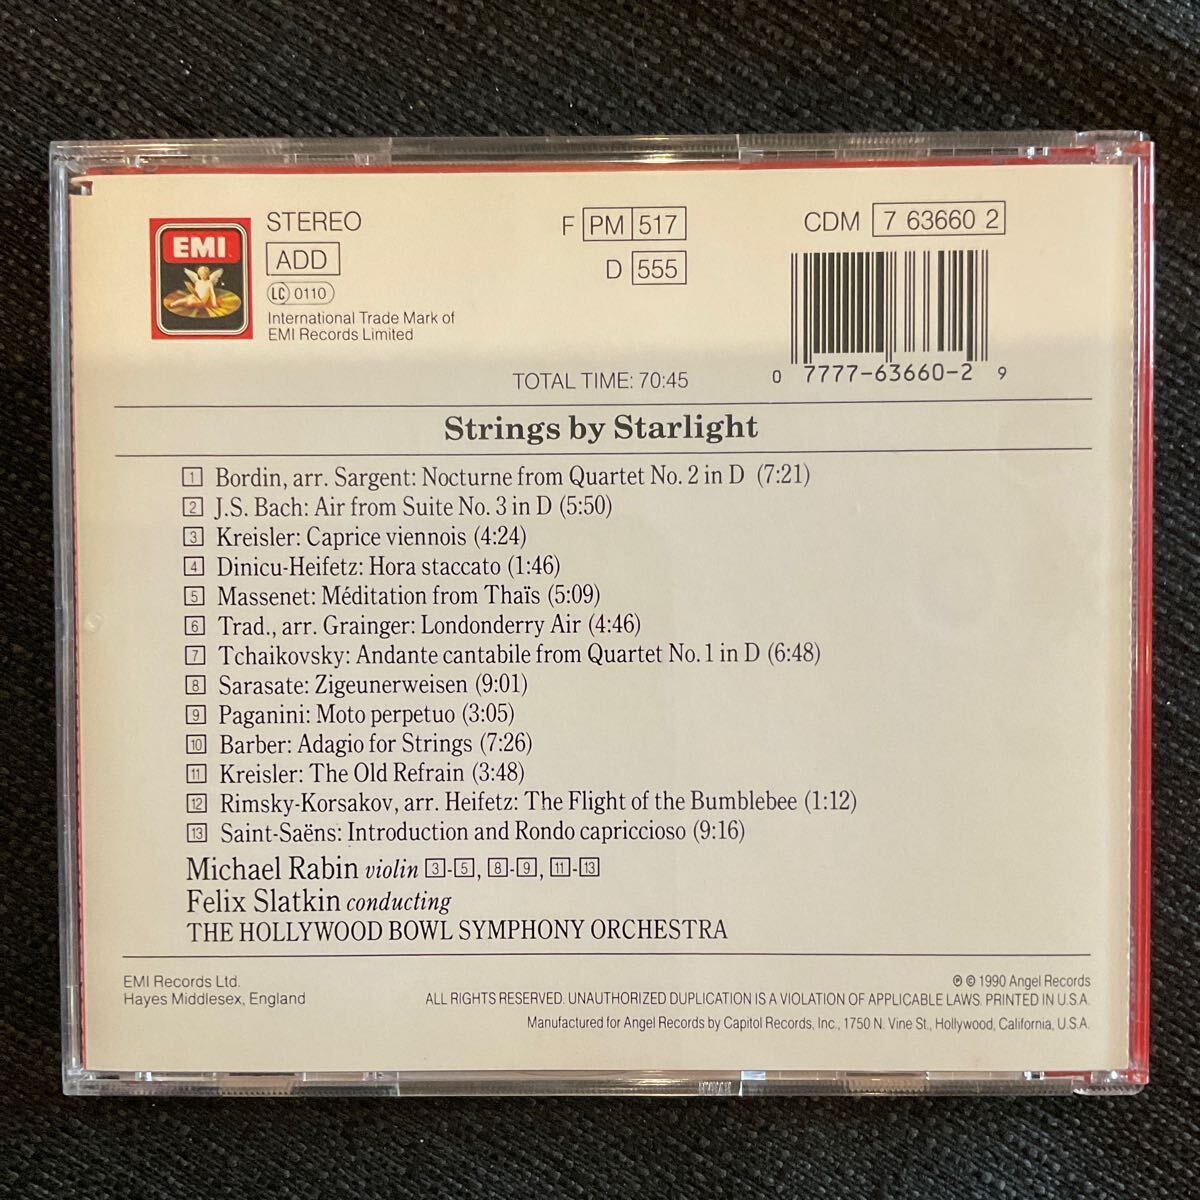 EMI
STEREO
ADD
LC 0110
International Trade Mark of
EMI Records Limited
F PM 517
D 555
CDM 7 63660 2
0 7777-63660-2 9
TOTAL TIME: 70:45
Strings by Starlight
1 Bordin, arr. Sargent: Nocturne from Quartet No. 2 in D (7:21)
2 J.S. Bach: Air from Suite No. 3 in D (5:50)
3 Kreisler: Caprice viennois (4:24)
4 Dinicu-Heifetz: Hora staccato (1:46)
5 Massenet: Méditation from Thaïs (5:09)
6 Trad., arr. Grainger: Londonderry Air (4:46)
7 Tchaikovsky: Andante cantabile from Quartet No. 1 in D (6:48)
8 Sarasate: Zigeunerweisen (9:01)
9 Paganini: Moto perpetuo (3:05)
10 Barber: Adagio for Strings (7:26)
11 Kreisler: The Old Refrain (3:48)
12 Rimsky-Korsakov, arr. Heifetz: The Flight of the Bumblebee (1:12)
13 Saint-Saëns: Introduction and Rondo capriccioso (9:16)
Michael Rabin violin 3-5, 8-9, 11-13
Felix Slatkin conducting
THE HOLLYWOOD BOWL SYMPHONY ORCHESTRA
EMI Records Ltd.
Hayes Middlesex, England
℗ © 1990 Angel Records
ALL RIGHTS RESERVED. UNAUTHORIZED DUPLICATION IS A VIOLATION OF APPLICABLE LAWS. PRINTED IN U.S.A.
Manufactured for Angel Records by Capitol Records, Inc., 1750 N. Vine St., Hollywood, California, U.S.A.